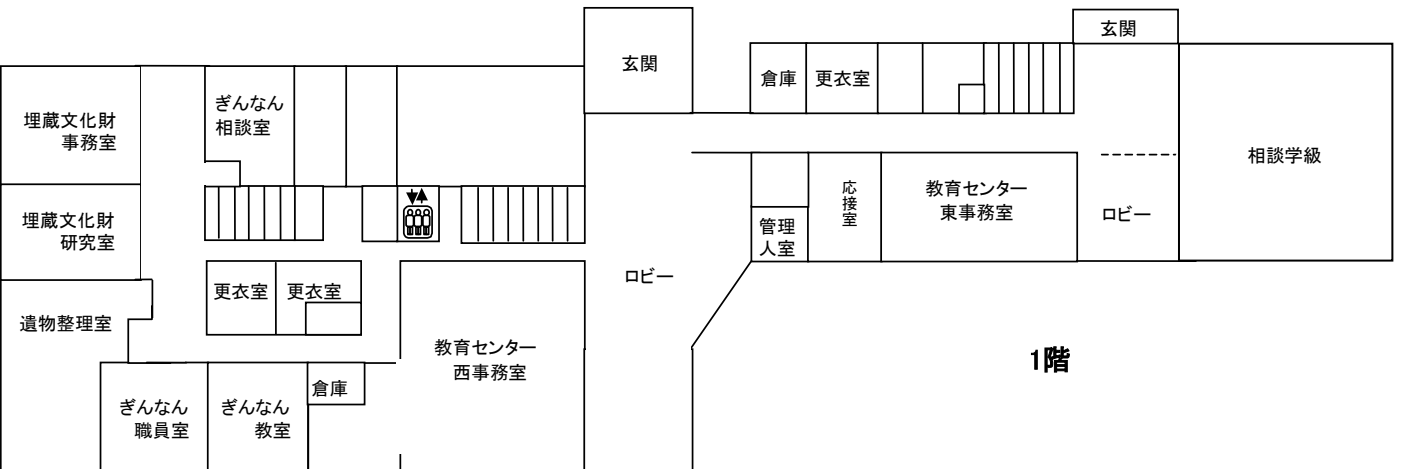 玄関
玄関
倉庫
更衣室
ぎんなん
相談室
埋蔵文化財
事務室
相談学級
応接室
教育センター
東事務室
ロビー
埋蔵文化財
研究室
管理
人室
ロビー
更衣室
更衣室
遺物整理室
教育センター
西事務室
1階
倉庫
ぎんなん
職員室
ぎんなん
教室